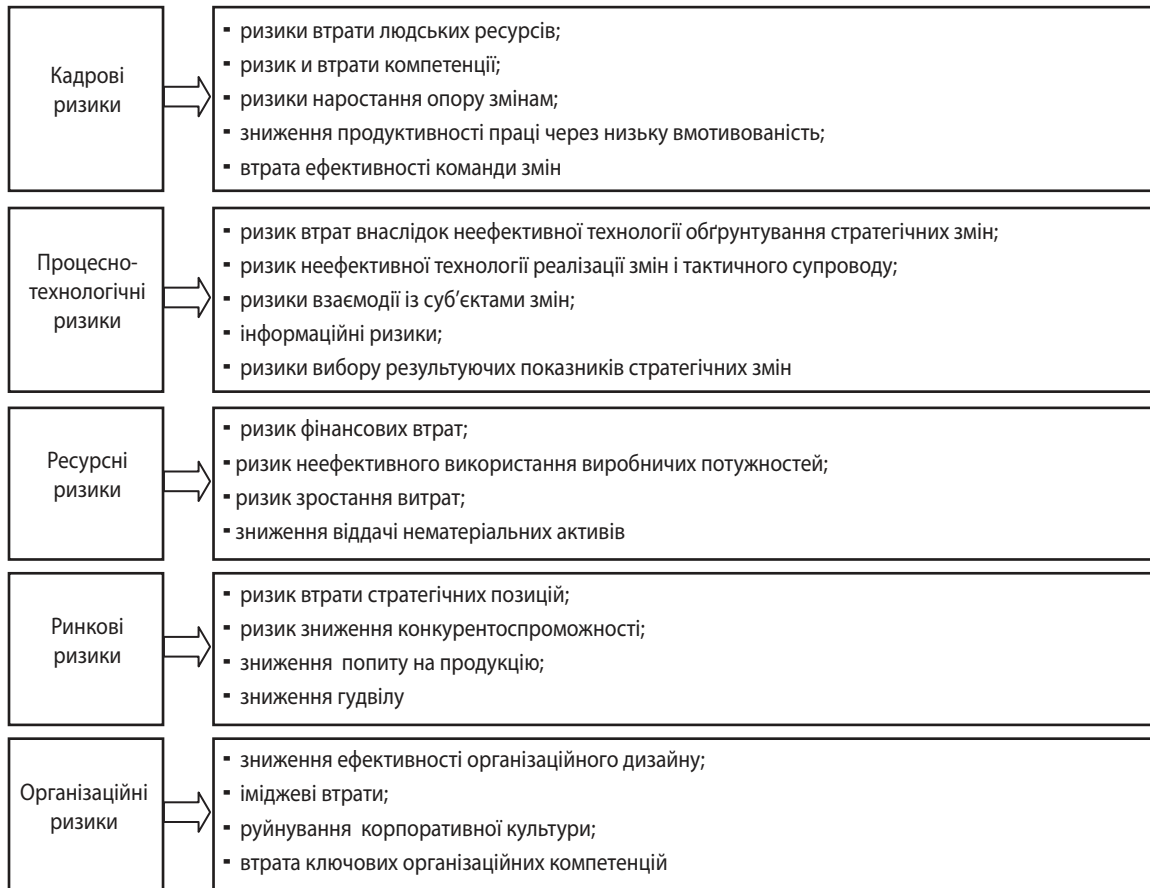 Кадрові
ризики
▪ ризики втрати людських ресурсів;
▪ ризик и втрати компетенції;
▪ ризики наростання опору змінам;
▪ зниження продуктивності праці через низьку вмотивованість;
▪ втрата ефективності команди змін
Процесно-
технологічні
ризики
▪ ризик втрат внаслідок неефективної технології обґрунтування стратегічних змін;
▪ ризик неефективної технології реалізації змін і тактичного супроводу;
▪ ризики взаємодії із суб’єктами змін;
▪ інформаційні ризики;
▪ ризики вибору результуючих показників стратегічних змін
Ресурсні
ризики
▪ ризик фінансових втрат;
▪ ризик неефективного використання виробничих потужностей;
▪ ризик зростання витрат;
▪ зниження віддачі нематеріальних активів
Ринкові
ризики
▪ ризик втрати стратегічних позицій;
▪ ризик зниження конкурентоспроможності;
▪ зниження  попиту на продукцію;
▪ зниження гудвілу
Організаційні
ризики
▪ зниження ефективності організаційного дизайну;
▪ іміджеві втрати;
▪ руйнування  корпоративної культури;
▪ втрата ключових організаційних компетенцій